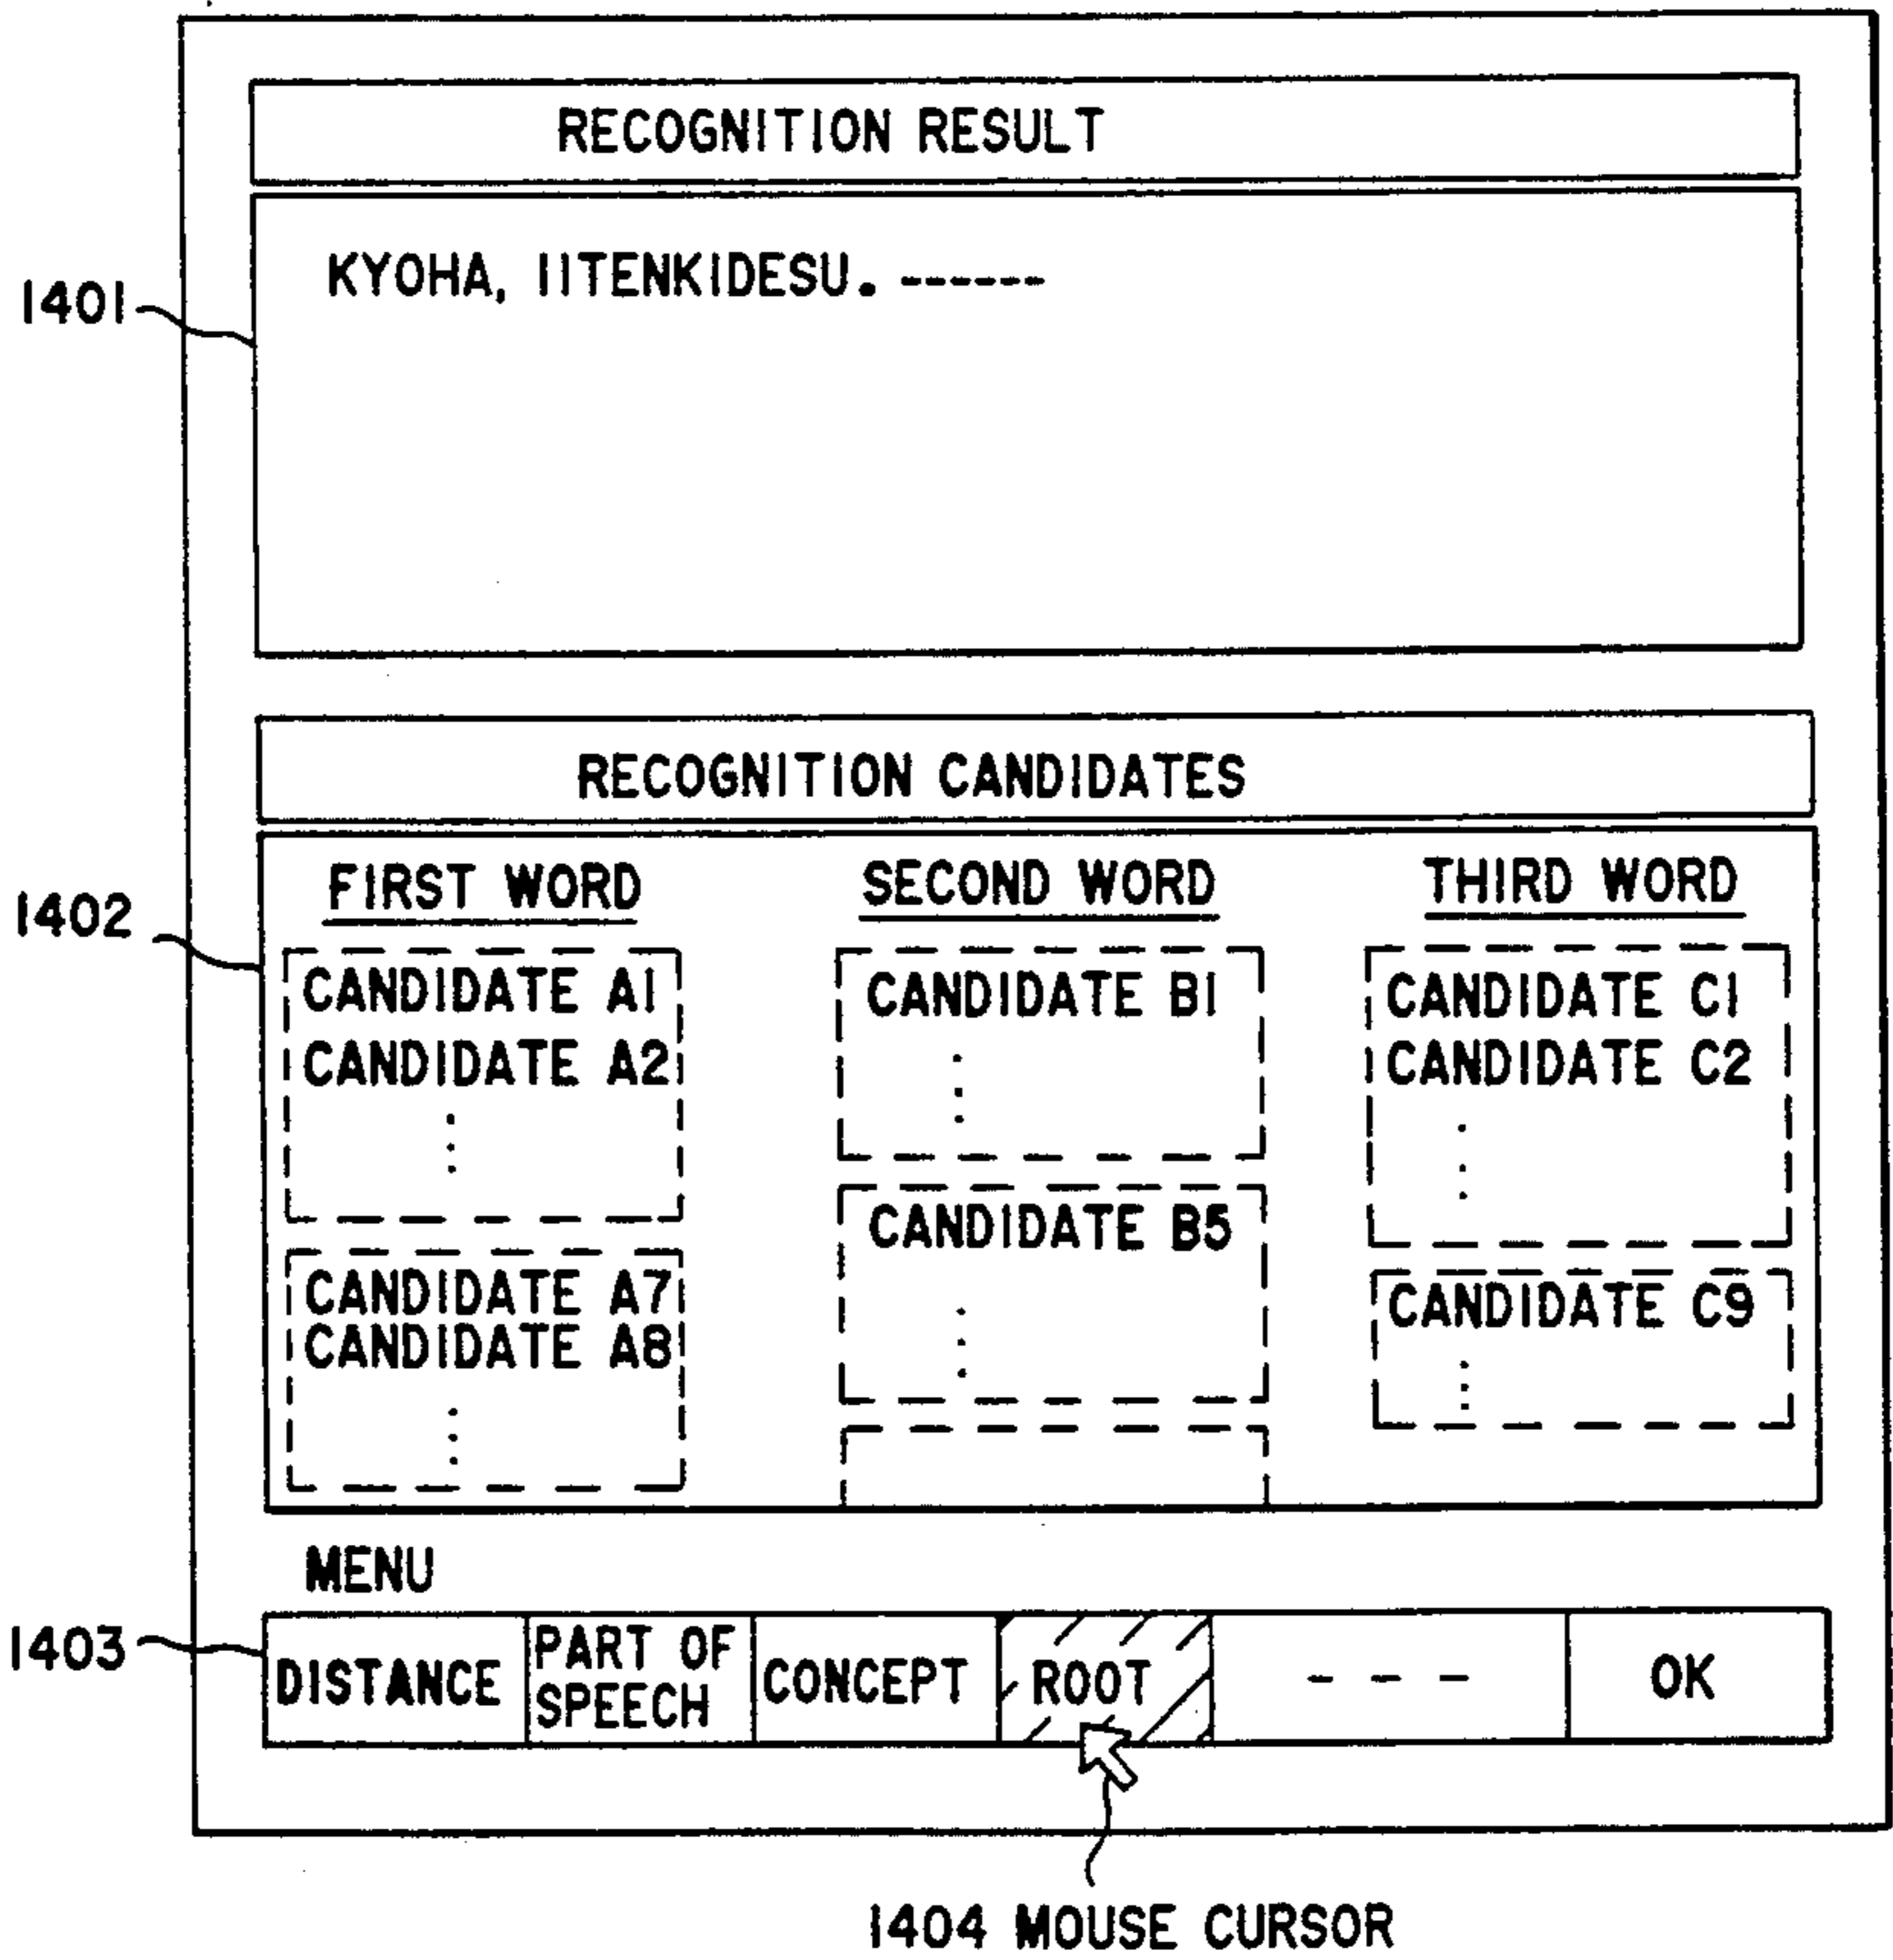 RECOGNITION RESULT
KYOHA, IITENKIDESU. ------
1401
RECOGNITION CANDIDATES
FIRST WORD SECOND WORD THIRD WORD
1402
CANDIDATE A1
CANDIDATE A2
CANDIDATE A7
CANDIDATE A8
CANDIDATE B1
CANDIDATE B5
CANDIDATE C1
CANDIDATE C2
CANDIDATE C9
MENU
1403
DISTANCE
PART OF
SPEECH
CONCEPT
ROOT
- - -
OK
1404 MOUSE CURSOR